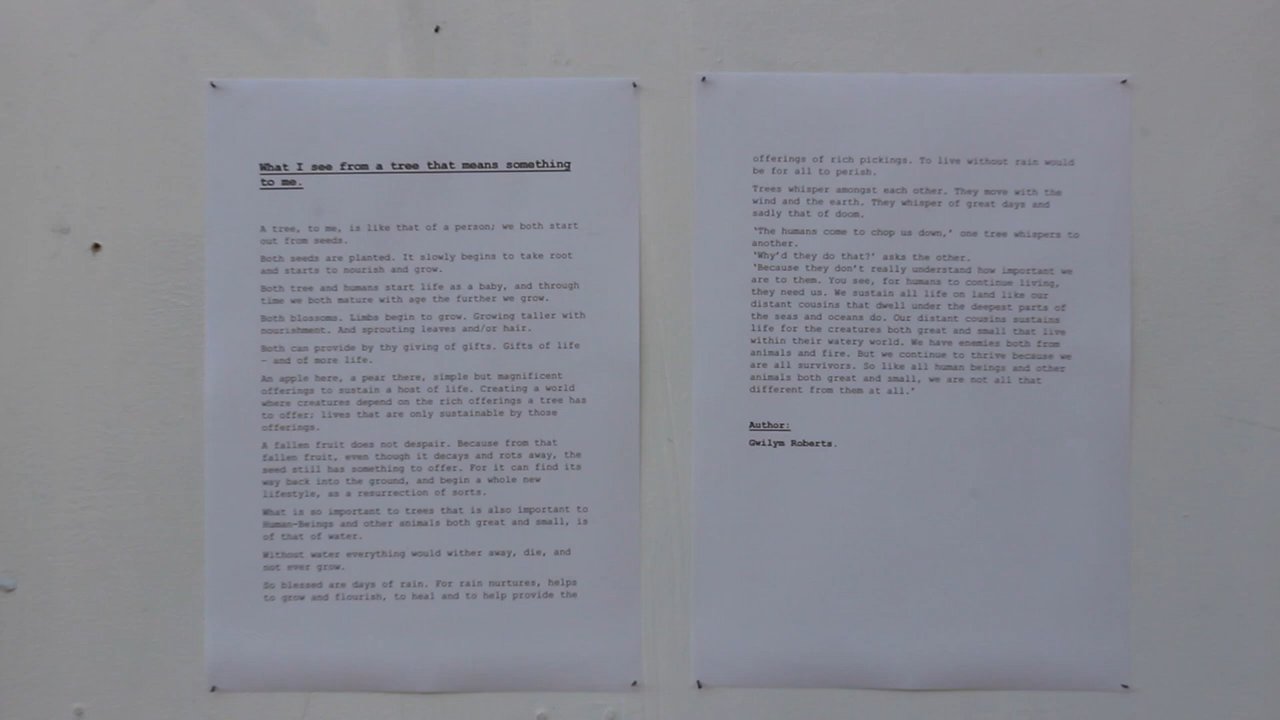 What I see from a tree that means something
to me.
A tree, to me, is like that of a person; we both start
out from seeds.
Both seeds are planted. It slowly begins to take root
and starts to nourish and grow.
Both tree and humans start life as a baby, and through
time we both mature with age the further we grow.
Both blossoms. Limbs begin to grow. Growing taller with
nourishment. And sprouting leaves and/or hair.
Both can provide by thy giving of gifts. Gifts of life
- and of more life.
An apple here, a pear there, simple but magnificent
offerings to sustain a host of life. Creating a world
where creatures depend on the rich offerings a tree has
to offer; lives that are only sustainable by those
offerings.
A fallen fruit does not despair. Because from that
fallen fruit, even though it decays and rots away, the
seed still has something to offer. For it can find its
way back into the ground, and begin a whole new
lifestyle, as a resurrection of sorts.
What is so important to trees that is also important to
Human-Beings and other animals both great and small, is
of that of water.
Without water everything would wither away, die, and
not ever grow.
So blessed are days of rain. For rain nurtures, helps
to grow and flourish, to heal and to help provide the
offerings of rich pickings. To live without rain would
be for all to perish.
Trees whisper amongst each other. They move with the
wind and the earth. They whisper of great days and
sadly that of doom.
'The humans come to chop us down,' one tree whispers to
another.
'Why'd they do that?' asks the other.
'Because they don't really understand how important we
are to them. You see, for humans to continue living,
they need us. We sustain all life on land like our
distant cousins that dwell under the deepest parts of
the seas and oceans do. Our distant cousins sustains
life for the creatures both great and small that live
within their watery world. We have enemies both from
animals and fire. But we continue to thrive because we
are all survivors. So like all human beings and other
animals both great and small, we are not all that
different from them at all.'
Author:
Gwilym Roberts.